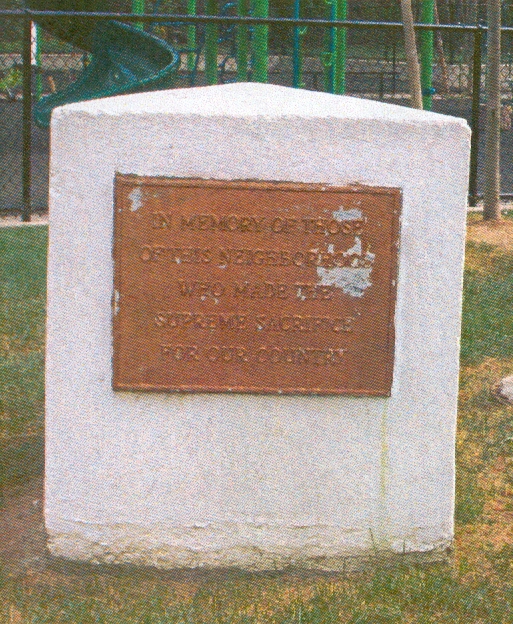 IN MEMORY OF THOSE
OF THIS NEIGHBORHOOD
WHO MADE THE
SUPREME SACRIFICE
FOR OUR COUNTRY